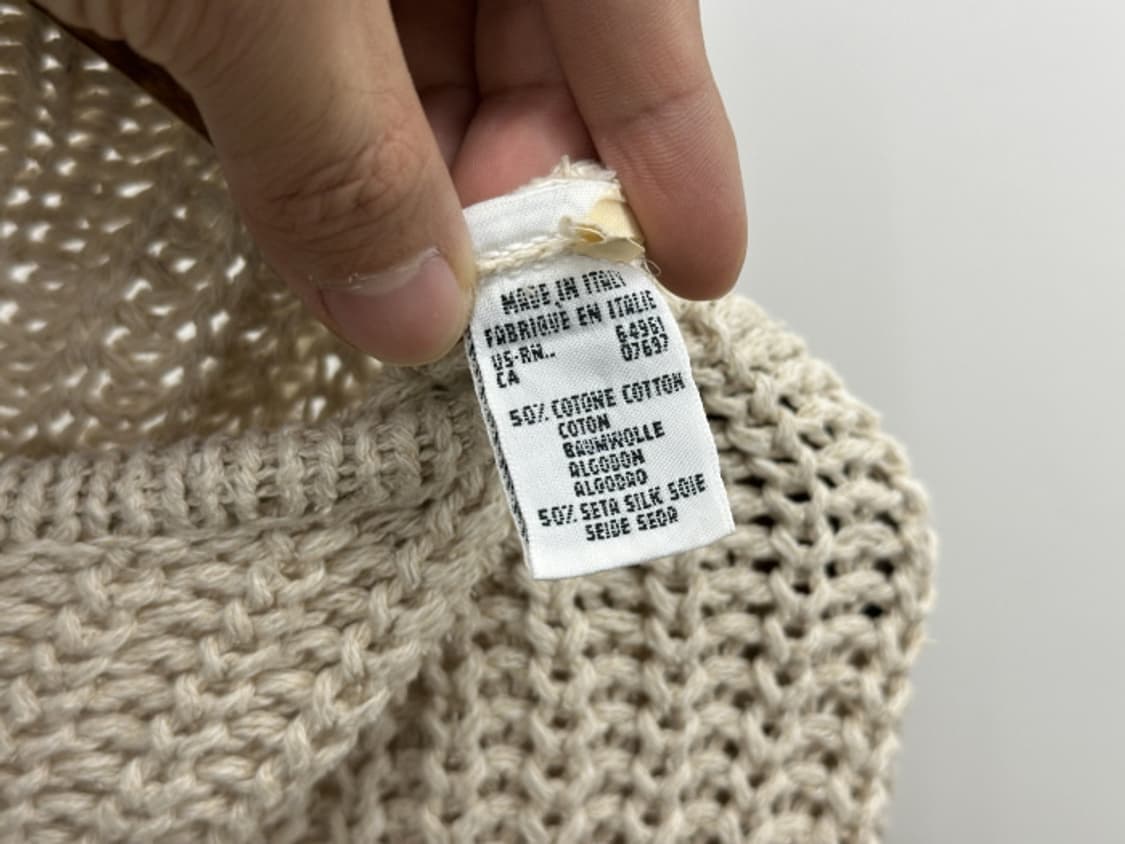 MADE IN ITALY
FABRIQUE EN ITALIE
US-RN.. 64961
CA 07697
50% COTONE COTTON
COTON
BAUMWOLLE
ALGODON
ALGODAO
50% SETA SILK SOIE
SEIDE SEDA